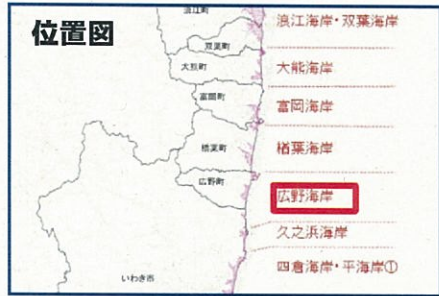 位置図
浪江町
双葉町
大熊町
富岡町
楢葉町
広野町
いわき市
浪江海岸・双葉海岸
大熊海岸
富岡海岸
楢葉海岸
広野海岸
久之浜海岸
四倉海岸・平海岸①